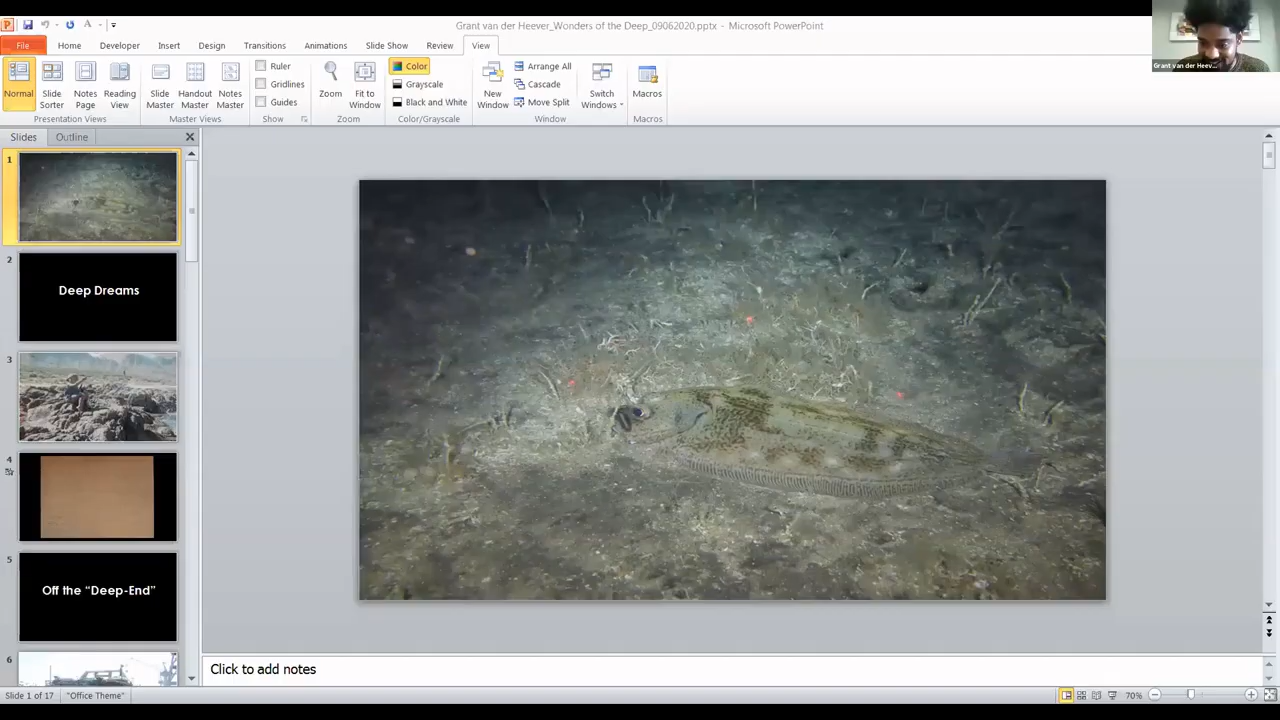 Grant van der Heever_Wonders of the Deep_09062020.pptx - Microsoft PowerPoint
File Home Developer Insert Design Transitions Animations Slide Show Review View
Normal
Slide Sorter
Notes Page
Reading View
Presentation Views
Slide Master
Handout Master
Notes Master
Master Views
Ruler
Gridlines
Guides
Show
Zoom
Fit to Window
Zoom
Color
Grayscale
Black and White
Color/Grayscale
New Window
Arrange All
Cascade
Move Split
Switch Windows
Window
Macros
Macros
Grant van der Heev...
Slides Outline
1
2
Deep Dreams
3
4
5
Off the “Deep-End”
6
Click to add notes
Slide 1 of 17 "Office Theme" 70%